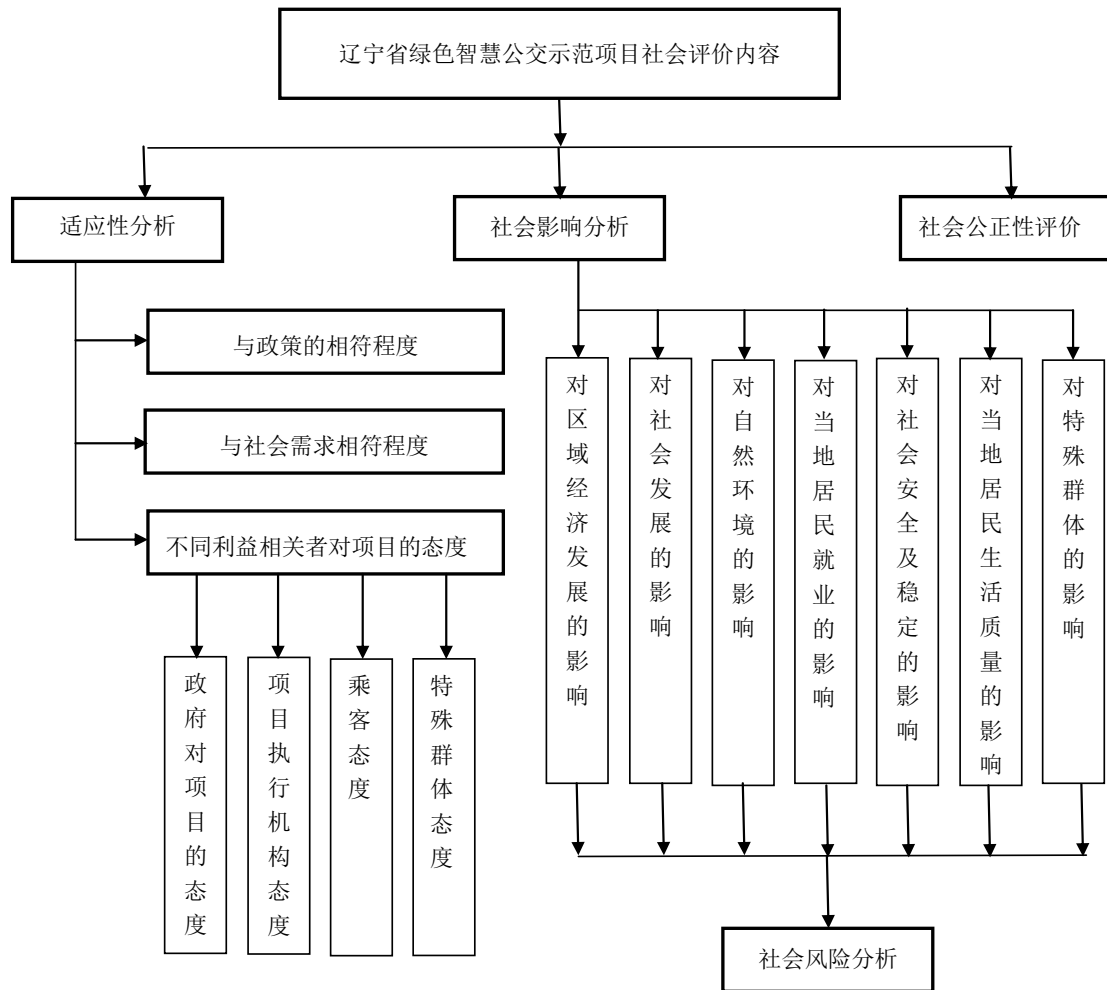 辽宁省绿色智慧公交示范项目社会评价内容
适应性分析
社会影响分析
社会公正性评价
与政策的相符程度
与社会需求相符程度
不同利益相关者对项目的态度
政府对项目的态度
项目执行机构态度
乘客态度
特殊群体态度
对区域经济发展的影响
对社会发展的影响
对自然环境的影响
对当地居民就业的影响
对社会安全及稳定的影响
对当地居民生活质量的影响
对特殊群体的影响
社会风险分析